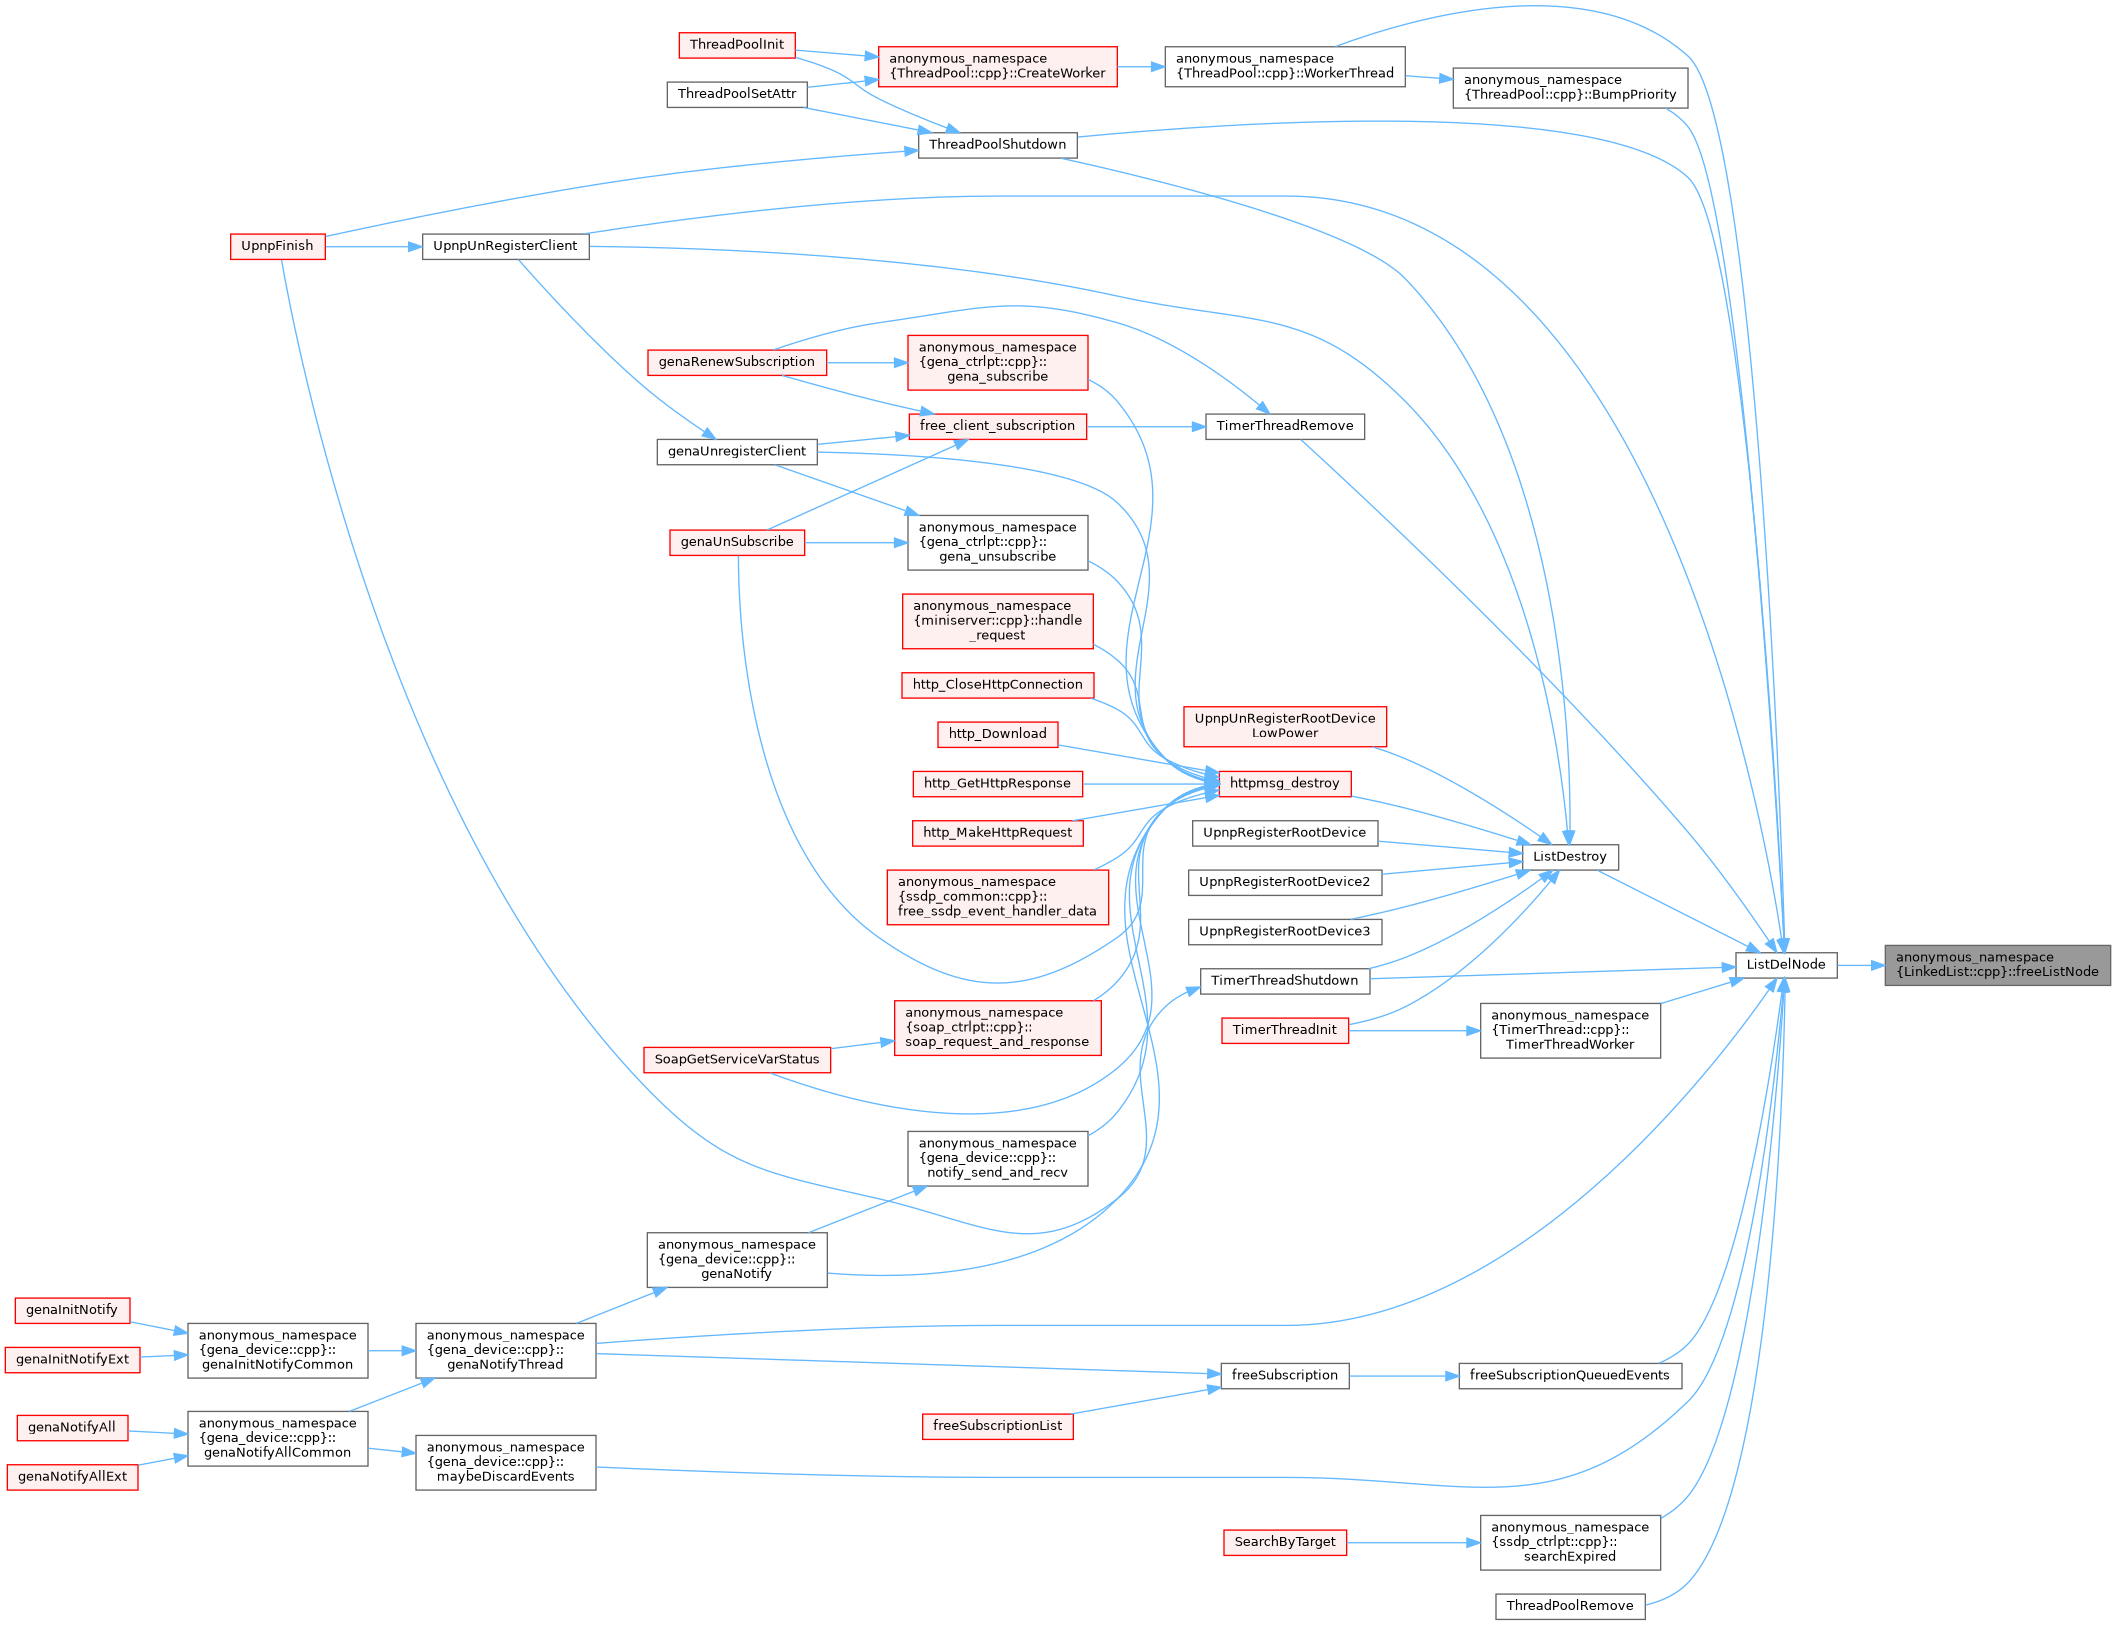 ThreadPoolInit
ThreadPoolSetAttr
anonymous_namespace
{ThreadPool::cpp}::CreateWorker
anonymous_namespace
{ThreadPool::cpp}::WorkerThread
anonymous_namespace
{ThreadPool::cpp}::BumpPriority
ThreadPoolShutdown
UpnpFinish
UpnpUnRegisterClient
genaRenewSubscription
anonymous_namespace
{gena_ctrlpt::cpp}::
gena_subscribe
free_client_subscription
TimerThreadRemove
genaUnregisterClient
genaUnSubscribe
anonymous_namespace
{gena_ctrlpt::cpp}::
gena_unsubscribe
anonymous_namespace
{miniserver::cpp}::handle
_request
http_CloseHttpConnection
http_Download
http_GetHttpResponse
http_MakeHttpRequest
anonymous_namespace
{ssdp_common::cpp}::
free_ssdp_event_handler_data
UpnpUnRegisterRootDevice
LowPower
httpmsg_destroy
UpnpRegisterRootDevice
UpnpRegisterRootDevice2
UpnpRegisterRootDevice3
ListDestroy
TimerThreadShutdown
TimerThreadInit
ListDelNode
anonymous_namespace
{LinkedList::cpp}::freeListNode
anonymous_namespace
{TimerThread::cpp}::
TimerThreadWorker
anonymous_namespace
{soap_ctrlpt::cpp}::
soap_request_and_response
SoapGetServiceVarStatus
anonymous_namespace
{gena_device::cpp}::
notify_send_and_recv
anonymous_namespace
{gena_device::cpp}::
genaNotify
genaInitNotify
genaInitNotifyExt
anonymous_namespace
{gena_device::cpp}::
genaInitNotifyCommon
anonymous_namespace
{gena_device::cpp}::
genaNotifyThread
freeSubscription
freeSubscriptionQueuedEvents
freeSubscriptionList
genaNotifyAll
genaNotifyAllExt
anonymous_namespace
{gena_device::cpp}::
genaNotifyAllCommon
anonymous_namespace
{gena_device::cpp}::
maybeDiscardEvents
SearchByTarget
anonymous_namespace
{ssdp_ctrlpt::cpp}::
searchExpired
ThreadPoolRemove